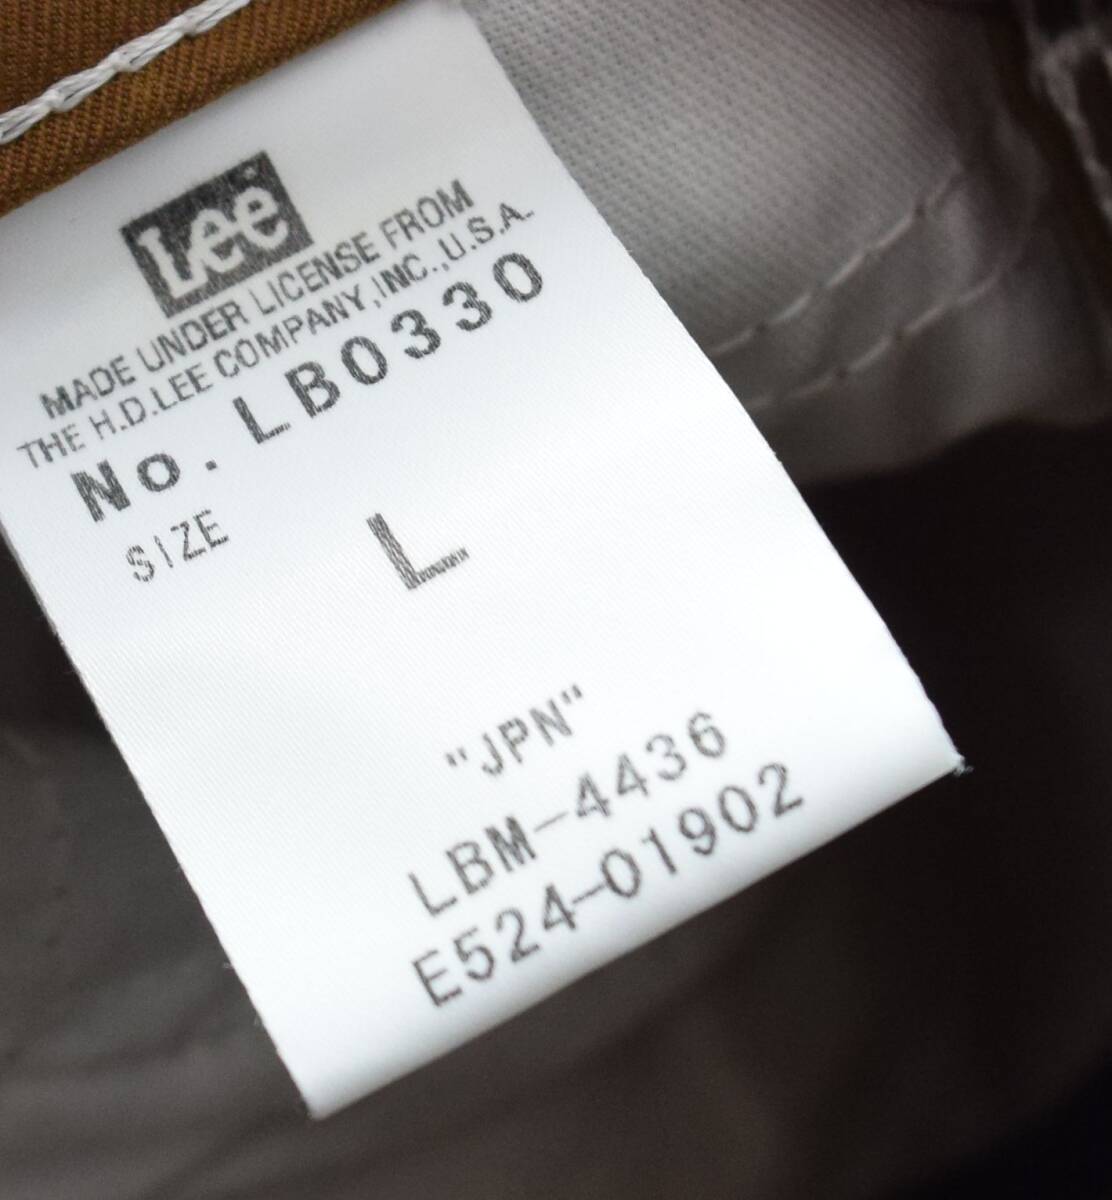 Lee
MADE UNDER LICENSE FROM
THE H.D.LEE COMPANY,INC.,U.S.A.
No. LB0330
SIZE
L
"JPN"
LBM-4436
E524-01902